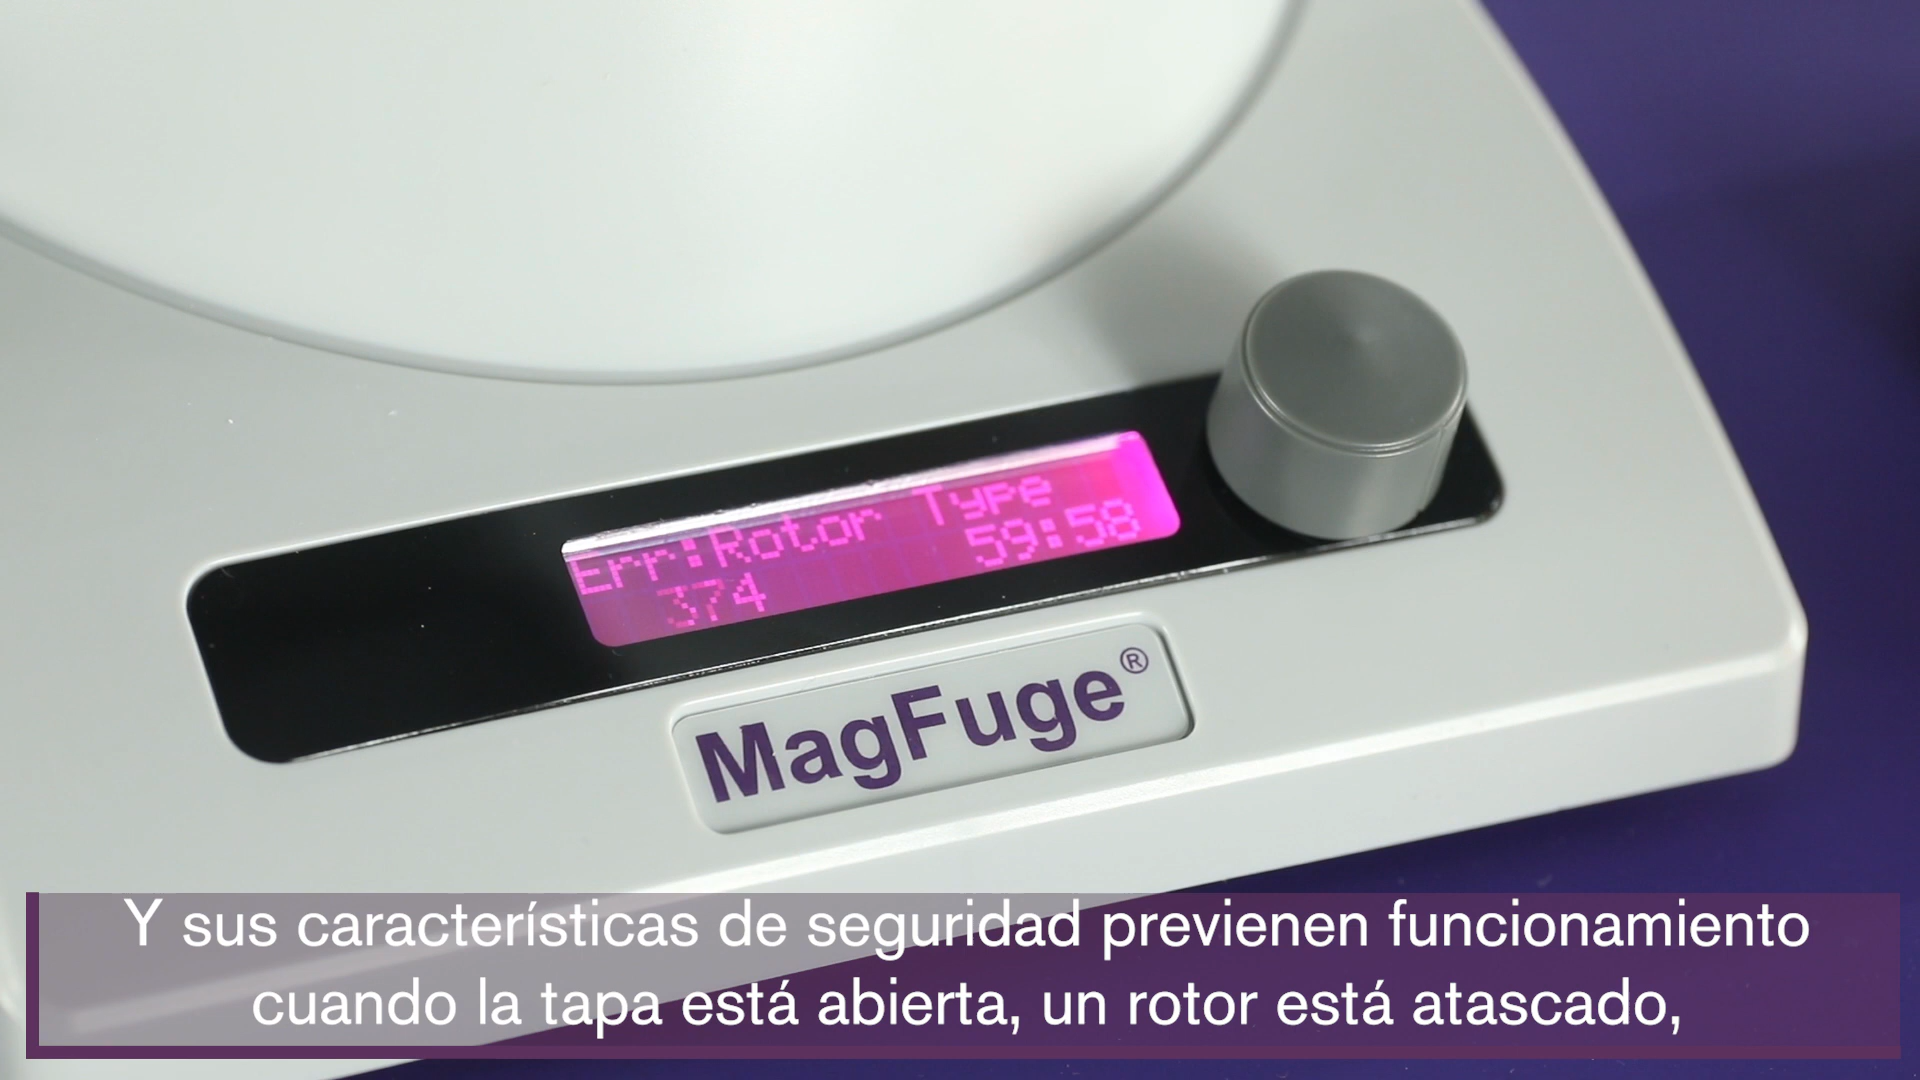 Err:Rotor Type
374 59:58
MagFuge®
Y sus características de seguridad previenen funcionamiento
cuando la tapa está abierta, un rotor está atascado,